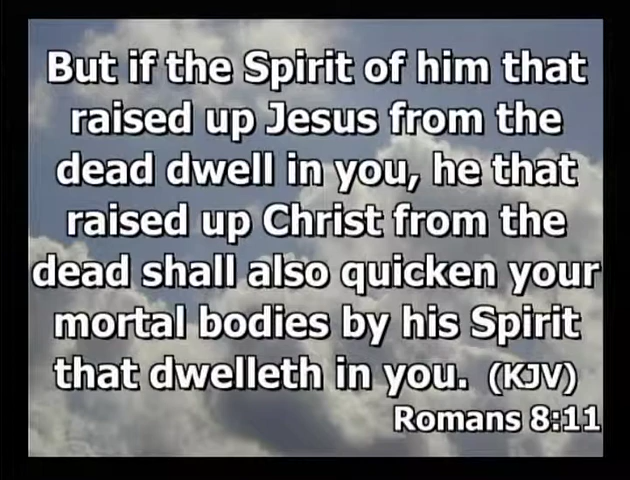 But if the Spirit of him that
raised up Jesus from the
dead dwell in you, he that
raised up Christ from the
dead shall also quicken your
mortal bodies by his Spirit
that dwelleth in you. (KJV)
Romans 8:11